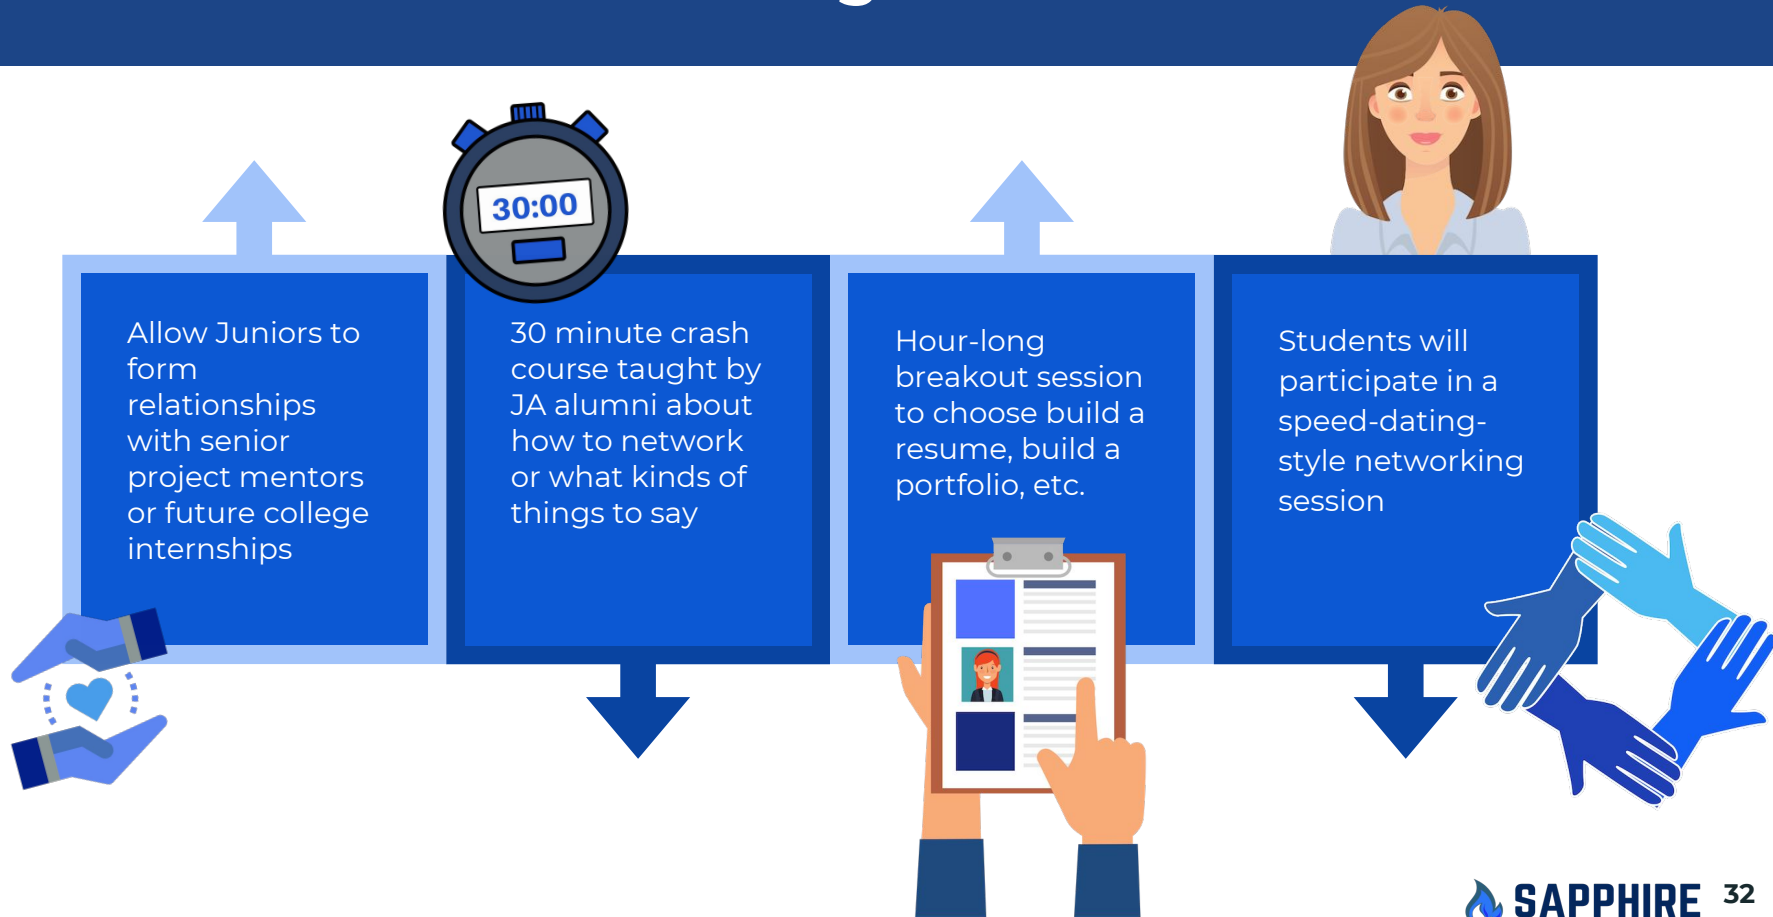 30:00
Allow Juniors to
form
relationships
with senior
project mentors
or future college
internships
30 minute crash
course taught by
JA alumni about
how to network
or what kinds of
things to say
Hour-long
breakout session
to choose build a
resume, build a
portfolio, etc.
Students will
participate in a
speed-dating-
style networking
session
SAPPHIRE
32